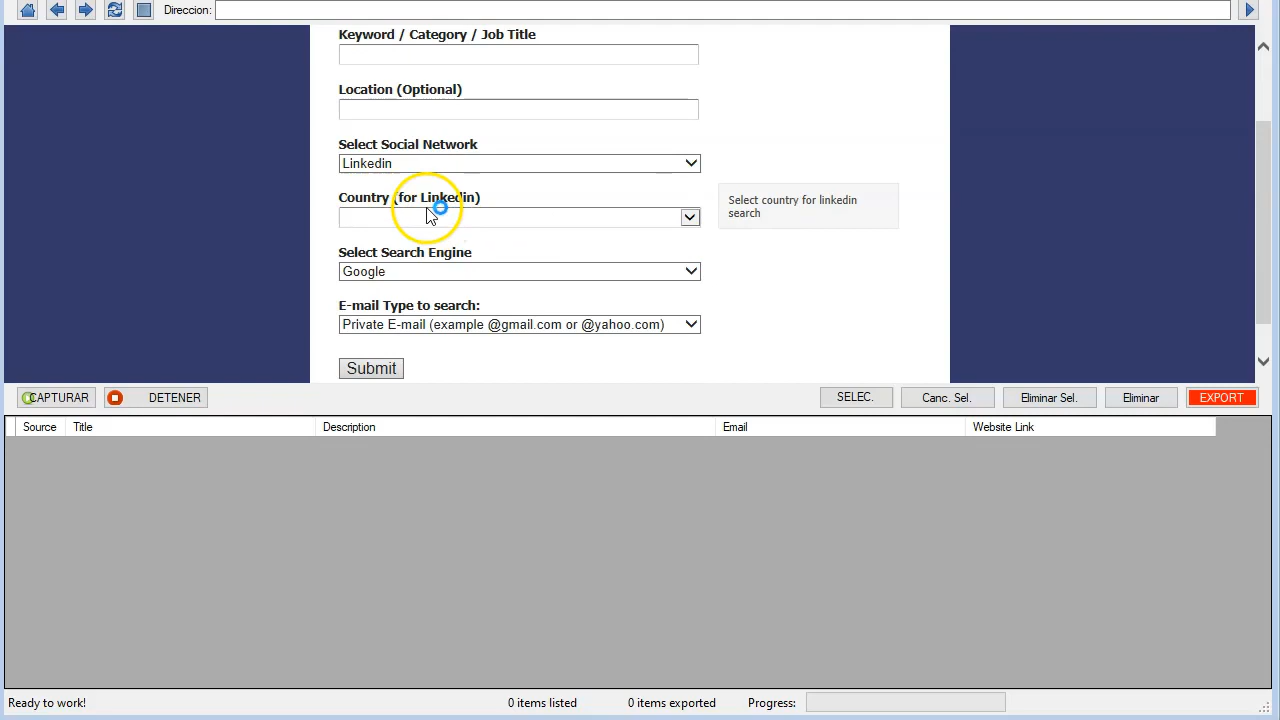 Direccion:
Keyword / Category / Job Title
Location (Optional)
Select Social Network
Linkedin
Country (for Linkedin)
Select country for linkedin
search
Select Search Engine
Google
E-mail Type to search:
Private E-mail (example @gmail.com or @yahoo.com)
Submit
CAPTURAR
DETENER
SELEC.
Canc. Sel.
Eliminar Sel.
Eliminar
EXPORT
Source
Title
Description
Email
Website Link
Ready to work!
0 items listed
0 items exported
Progress: